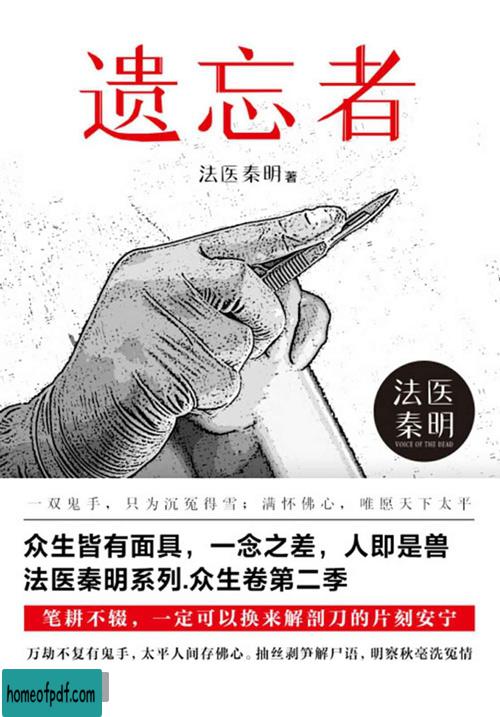 遗忘者
法医秦明著
法医
秦明
VOICE OF THE DEAD
一双鬼手，只为沉冤得雪；满怀佛心，唯愿天下太平
众生皆有面具，一念之差，人即是兽
法医秦明系列.众生卷第二季
笔耕不辍，一定可以换来解剖刀的片刻安宁
万劫不复有鬼手，太平人间存佛心。抽丝剥笋解尸语，明察秋毫洗冤情
homeofpdf.com